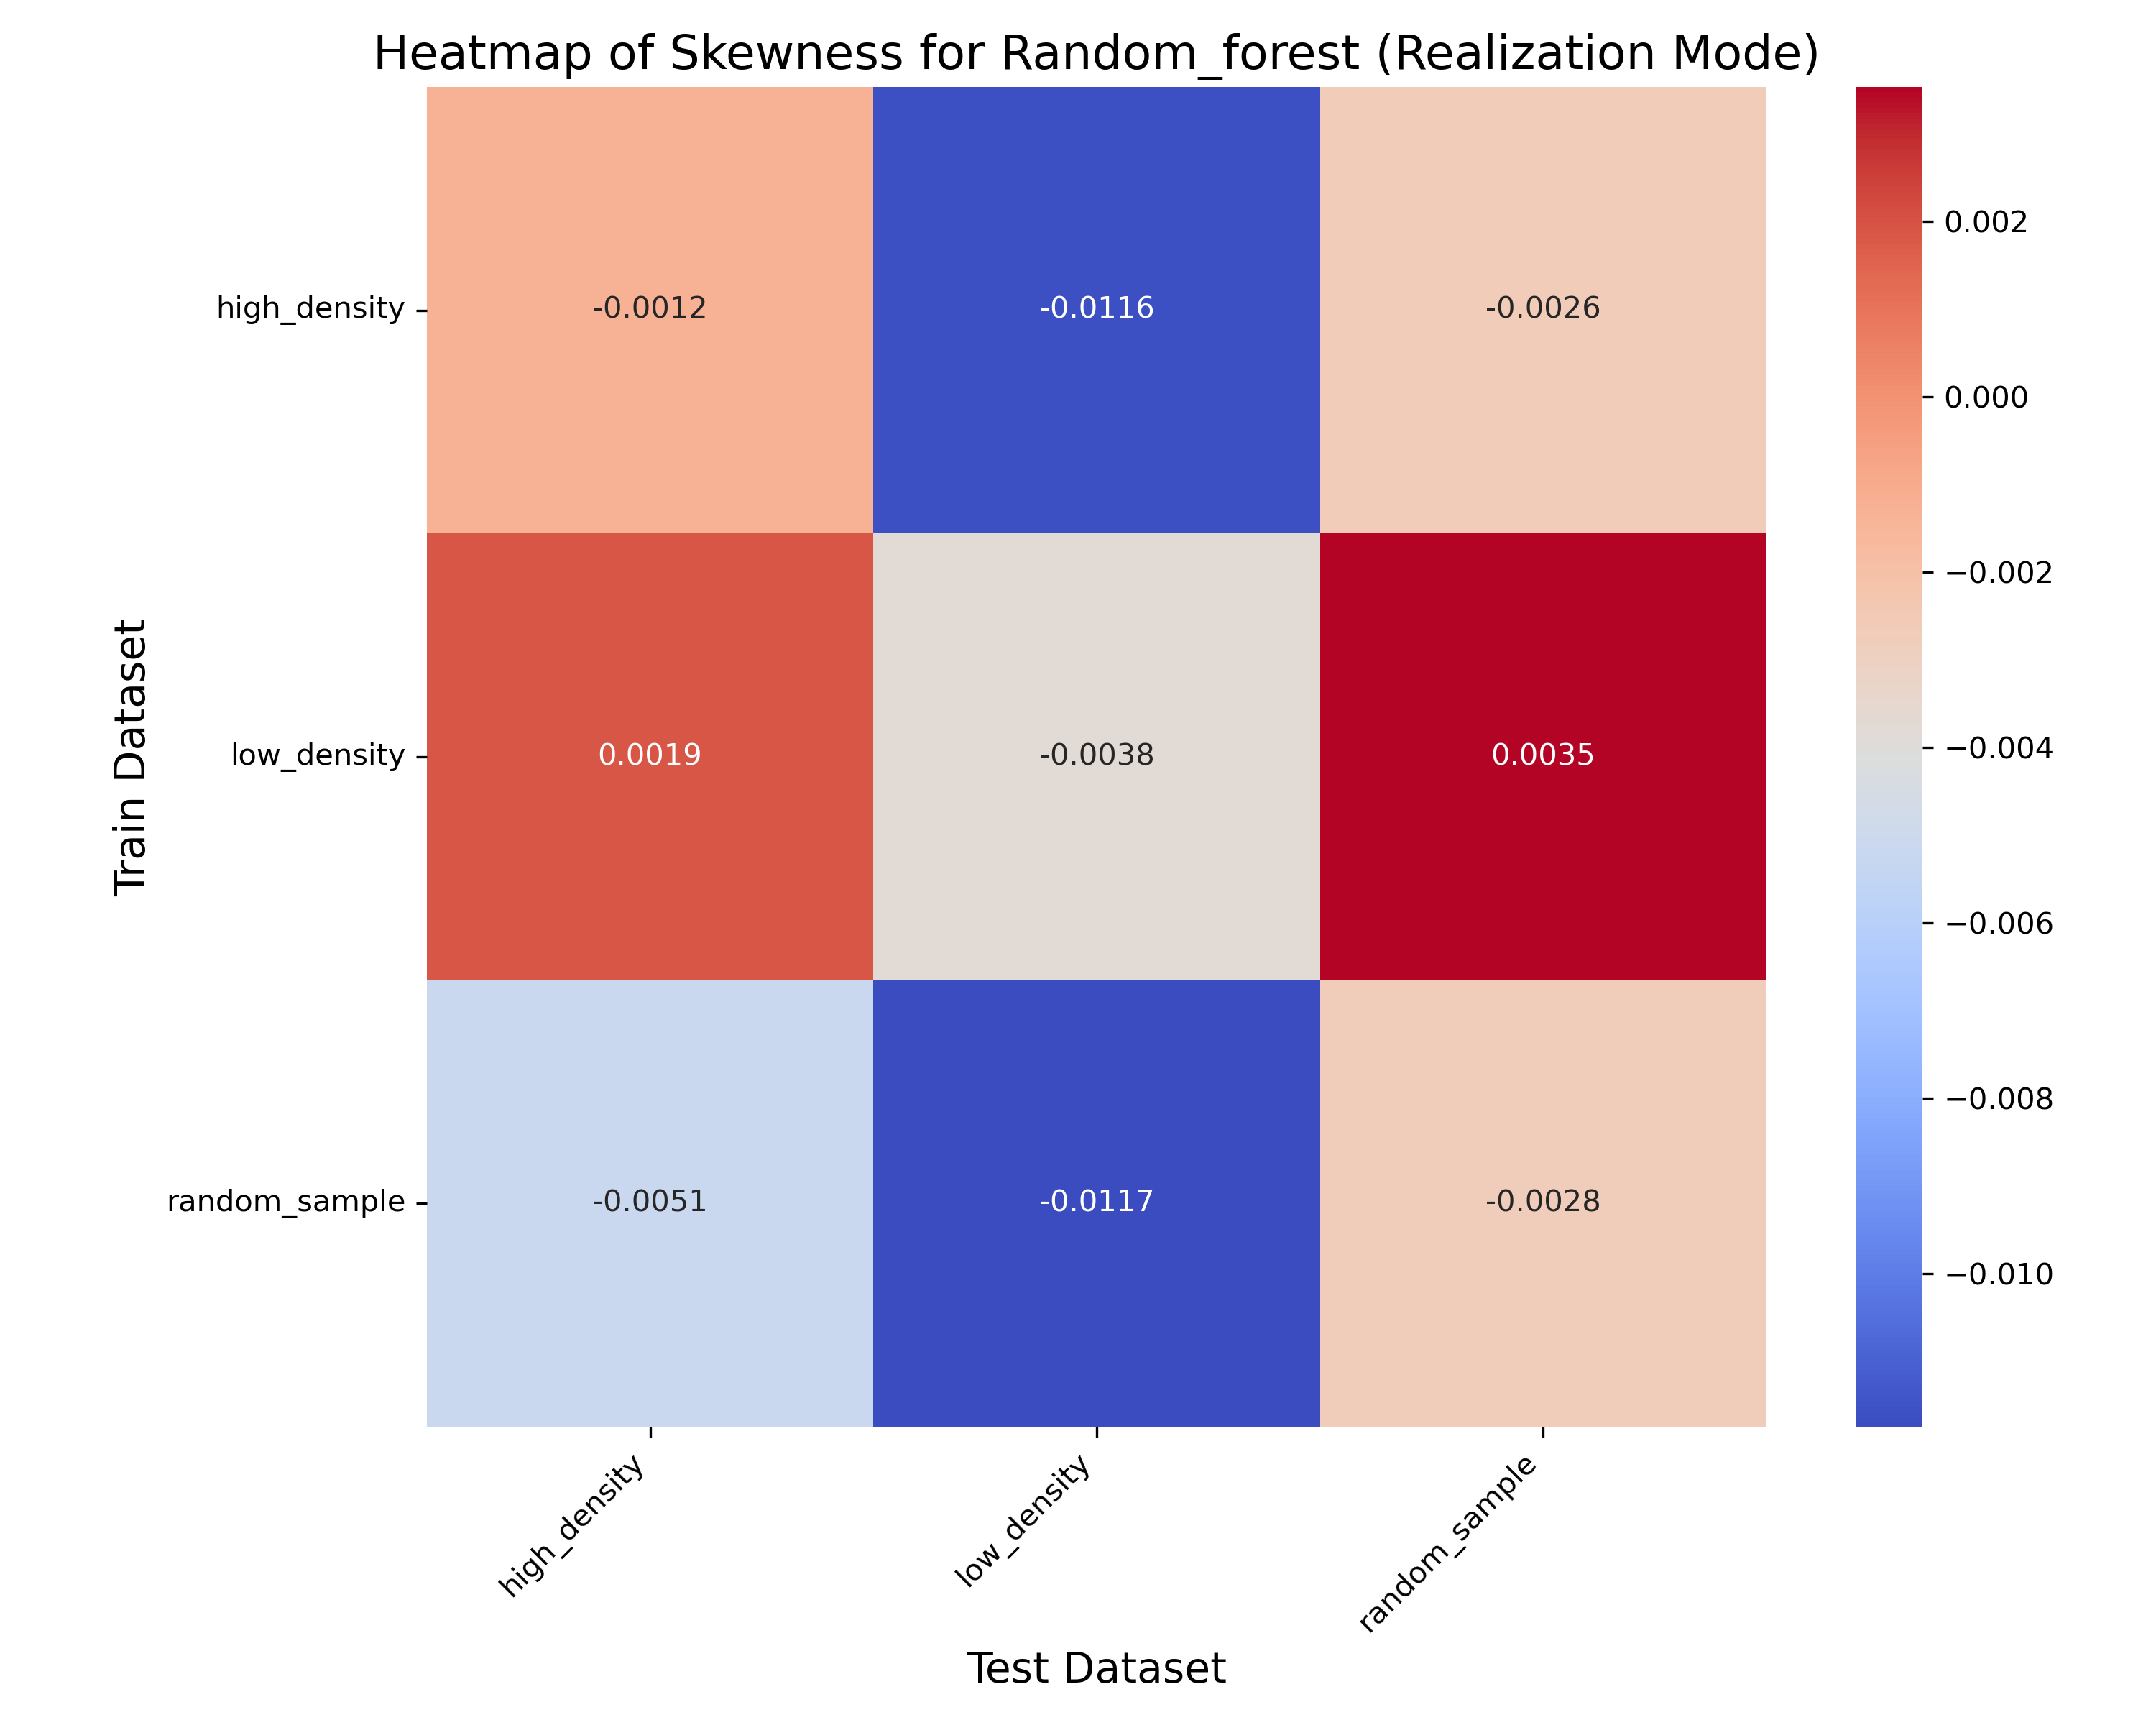 Heatmap of Skewness for Random_forest (Realization Mode)
Train Dataset
high_density
-0.0012
-0.0116
-0.0026
low_density
0.0019
-0.0038
0.0035
random_sample
-0.0051
-0.0117
-0.0028
high_density
low_density
random_sample
Test Dataset
0.002
0.000
−0.002
−0.004
−0.006
−0.008
−0.010